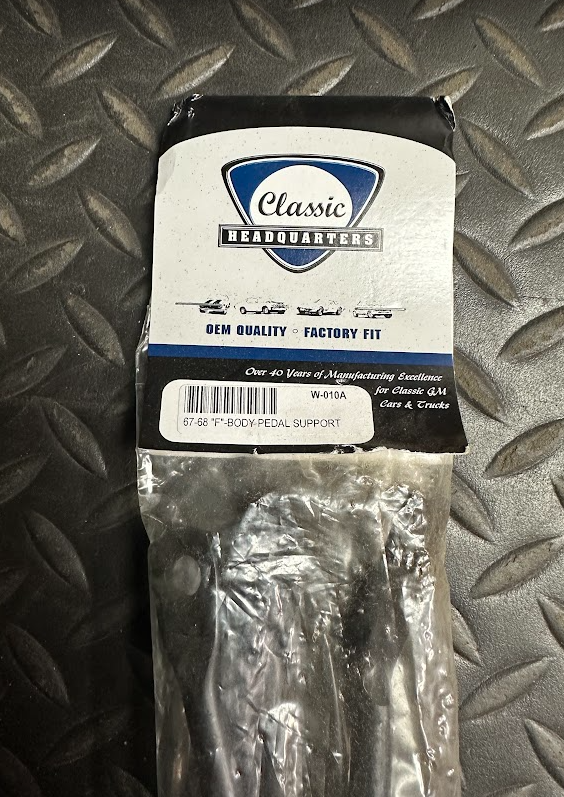 Classic
HEADQUARTERS
OEM QUALITY ◦ FACTORY FIT
Over 40 Years of Manufacturing Excellence
for Classic GM
Cars & Trucks
W-010A
67-68 "F"-BODY PEDAL SUPPORT